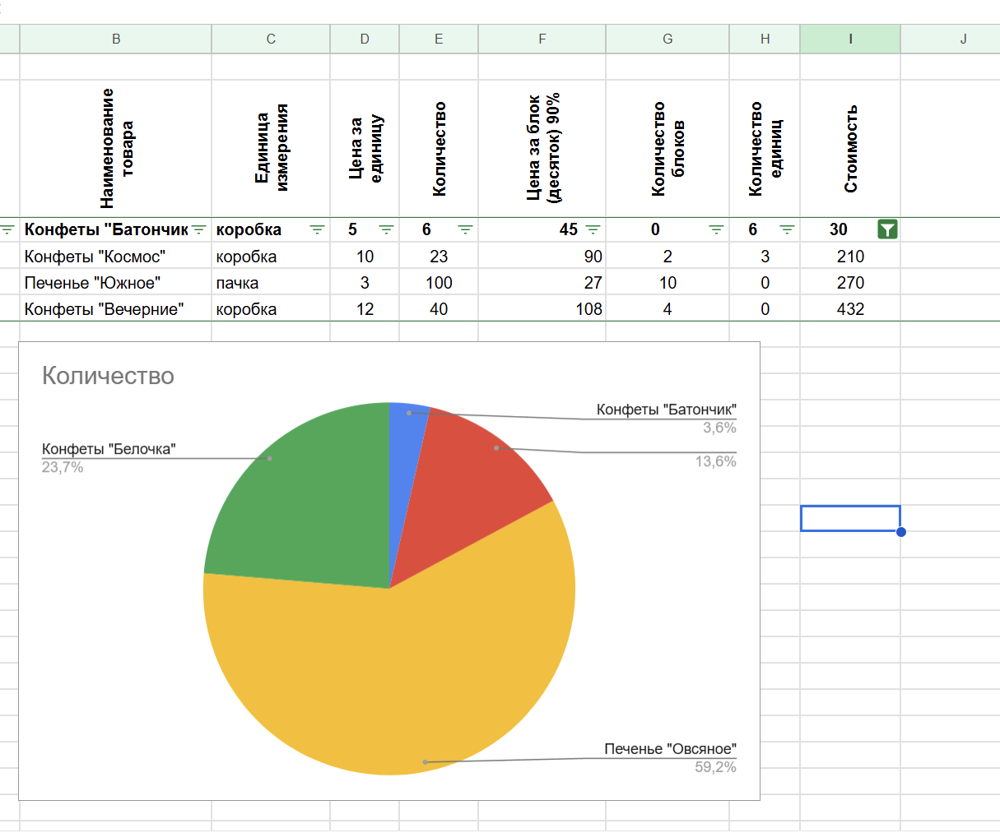 B C D E F G H I J
Наименование
товара
Единица
измерения
Цена за
единицу
Количество
Цена за блок
(десяток) 90%
Количество
блоков
Количество
единиц
Стоимость
Конфеты "Батончик коробка 5 6 45 0 6 30
Конфеты "Космос" коробка 10 23 90 2 3 210
Печенье "Южное" пачка 3 100 27 10 0 270
Конфеты "Вечерние" коробка 12 40 108 4 0 432
Количество
Конфеты "Батончик"
3,6%
13,6%
Конфеты "Белочка"
23,7%
Печенье "Овсяное"
59,2%